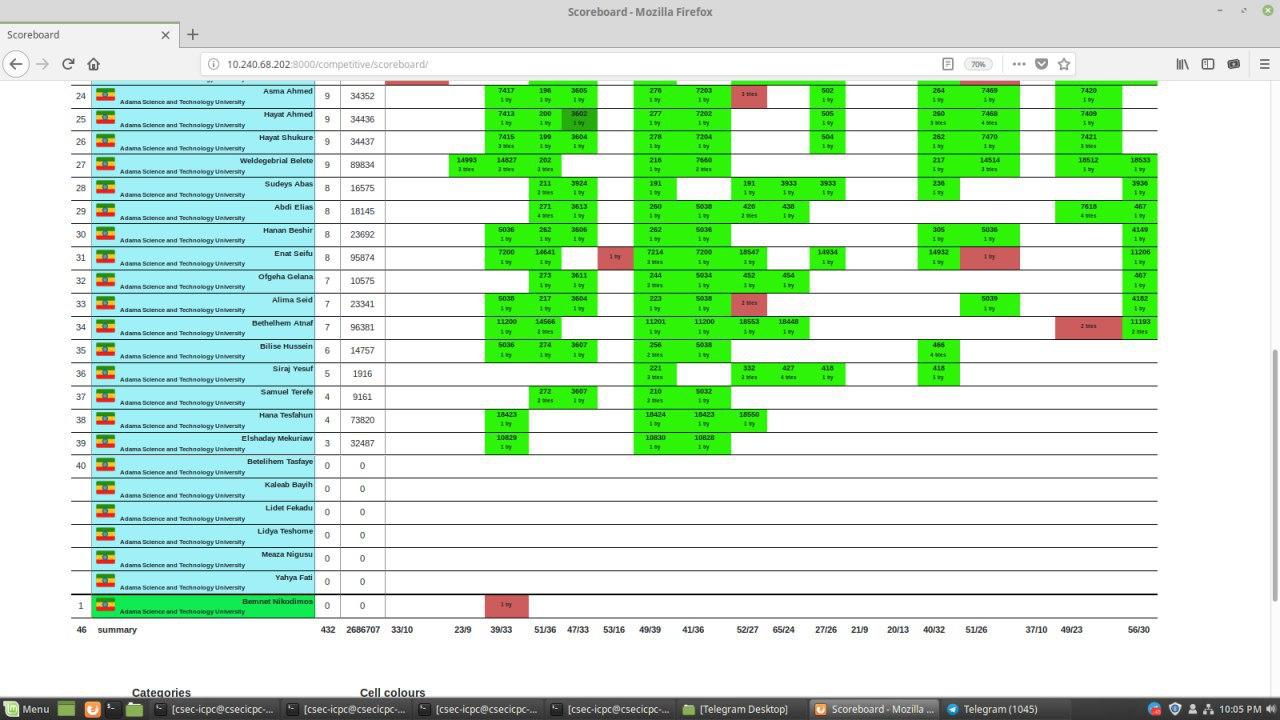 Scoreboard - Mozilla Firefox
Scoreboard
10.240.68.202:8000/competitive/scoreboard/ 70%
24 Asma Ahmed 9 34352 7417 196 3605 276 7203 3 tries 502 264 7469 7420
Adama Science and Technology University 1 try 1 try 1 try 1 try 1 try 1 try 1 try 1 try 1 try
25 Hayat Ahmed 9 34436 7413 200 3602 277 7202 505 260 7468 7409
Adama Science and Technology University 1 try 1 try 1 try 1 try 1 try 1 try 3 tries 4 tries 1 try
26 Hayat Shukure 9 34437 7415 199 3604 278 7204 504 262 7470 7421
Adama Science and Technology University 3 tries 1 try 1 try 1 try 1 try 1 try 1 try 1 try 3 tries
27 Weldegebrial Belete 9 89834 14993 14827 202 216 7660 217 14514 18512 18533
Adama Science and Technology University 3 tries 2 tries 3 tries 1 try 2 tries 1 try 3 tries 1 try 1 try
28 Sudeys Abas 8 16575 211 3924 191 191 3933 3933 236 3936
Adama Science and Technology University 2 tries 1 try 1 try 1 try 1 try 1 try 1 try 1 try
29 Abdi Elias 8 18145 271 3613 260 5038 426 438 7618 467
Adama Science and Technology University 4 tries 1 try 1 try 1 try 2 tries 1 try 4 tries 1 try
30 Hanan Beshir 8 23692 5036 262 3606 262 5036 305 5036 4149
Adama Science and Technology University 1 try 1 try 1 try 1 try 1 try 1 try 1 try 1 try
31 Enat Seifu 8 95874 7200 14641 1 try 7214 7200 18547 14934 14932 1 try 11206
Adama Science and Technology University 1 try 1 try 3 tries 1 try 1 try 1 try 1 try 1 try
32 Ofgeha Gelana 7 10575 273 3611 244 5034 452 454 467
Adama Science and Technology University 1 try 1 try 2 tries 1 try 1 try 1 try 1 try
33 Alima Seid 7 23341 5038 217 3604 223 5038 2 tries 5039 4182
Adama Science and Technology University 1 try 1 try 1 try 1 try 1 try 1 try 1 try
34 Bethelhem Atnaf 7 96381 11200 14566 11201 11200 18553 18448 2 tries 11193
Adama Science and Technology University 1 try 2 tries 1 try 1 try 1 try 1 try 2 tries
35 Bilise Hussein 6 14757 5036 274 3607 256 5038 466
Adama Science and Technology University 1 try 1 try 1 try 2 tries 1 try 4 tries
36 Siraj Yesuf 5 1916 221 332 427 418 418
Adama Science and Technology University 3 tries 2 tries 4 tries 1 try 1 try
37 Samuel Terefe 4 9161 272 3607 210 5032
Adama Science and Technology University 2 tries 1 try 2 tries 1 try
38 Hana Tesfahun 4 73820 18423 18424 18423 18550
Adama Science and Technology University 1 try 1 try 1 try 1 try
39 Elshaday Mekuriaw 3 32487 10829 10830 10828
Adama Science and Technology University 1 try 1 try 1 try
40 Betelihem Tasfaye 0 0
Adama Science and Technology University
Kaleab Bayih 0 0
Adama Science and Technology University
Lidet Fekadu 0 0
Adama Science and Technology University
Lidya Teshome 0 0
Adama Science and Technology University
Meaza Nigusu 0 0
Adama Science and Technology University
Yahya Fati 0 0
Adama Science and Technology University
1 Bemnet Nikodimos 0 0 1 try
Adama Science and Technology University
46 summary 432 2686707 33/10 23/9 39/33 51/36 47/33 53/16 49/39 41/36 52/27 65/24 27/26 21/9 20/13 40/32 51/26 37/10 49/23 56/30
Categories Cell colours
Menu [csec-icpc@csecicpc-... [csec-icpc@csecicpc-... [csec-icpc@csecicpc-... [csec-icpc@csecicpc-... [Telegram Desktop] Scoreboard - Mozilla ... Telegram (1045) 10:05 PM